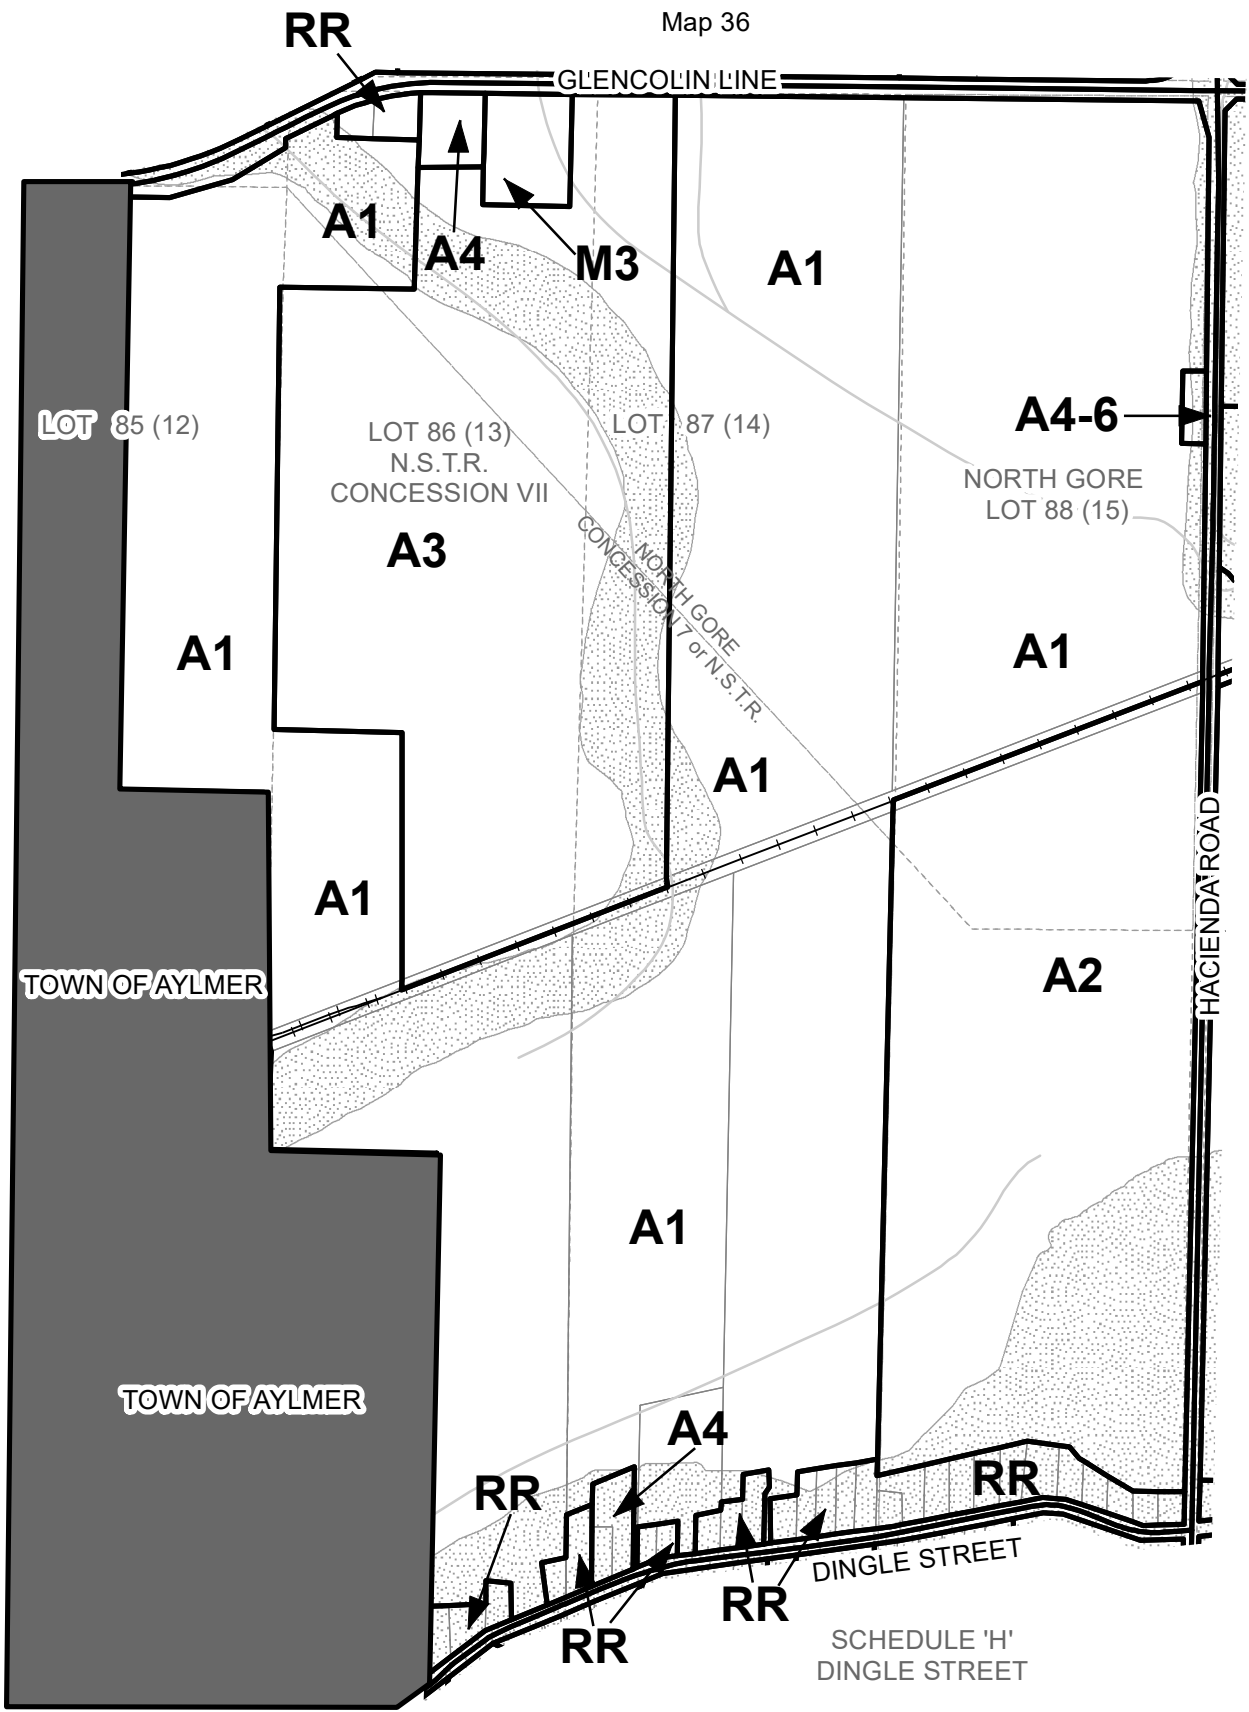 Map 36
RR
GLENCOLIN LINE
A1
A4
M3
A1
LOT 85 (12)
LOT 86 (13)
N.S.T.R.
CONCESSION VII
LOT 87 (14)
A4-6
NORTH GORE
LOT 88 (15)
A3
NORTH GORE
CONCESSION 7 or N.S.T.R.
A1
A1
A1
A1
HACIENDA ROAD
TOWN OF AYLMER
A2
A1
TOWN OF AYLMER
A4
RR
RR
DINGLE STREET
RR
RR
SCHEDULE 'H'
DINGLE STREET